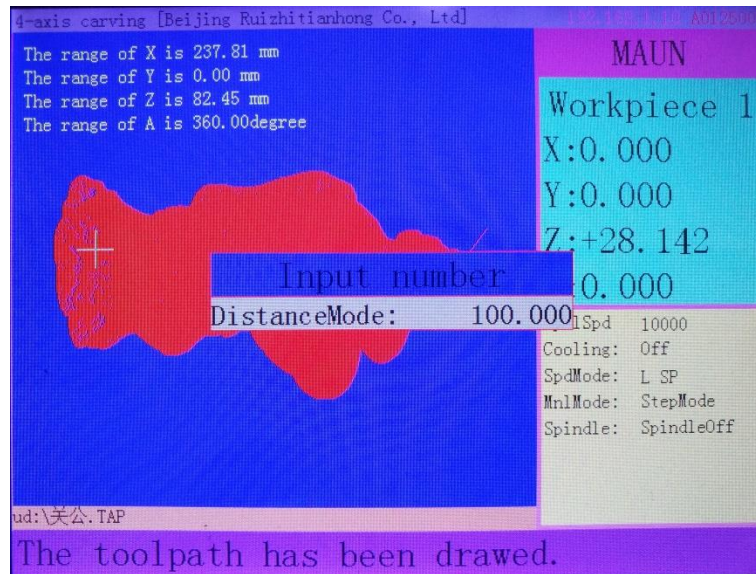 4-axis carving [Beijing Ruizhitianhong Co., Ltd]
The range of X is 237.81 mm
The range of Y is 0.00 mm
The range of Z is 82.45 mm
The range of A is 360.00degree
MAUN
Workpiece 1
X:0.000
Y:0.000
Z:+28.142
:0.000
Input number
DistanceMode: 100.000
lSpd 10000
Cooling: Off
SpdMode: L SP
MnlMode: StepMode
Spindle: SpindleOff
ud:\关公.TAP
The toolpath has been drawed.